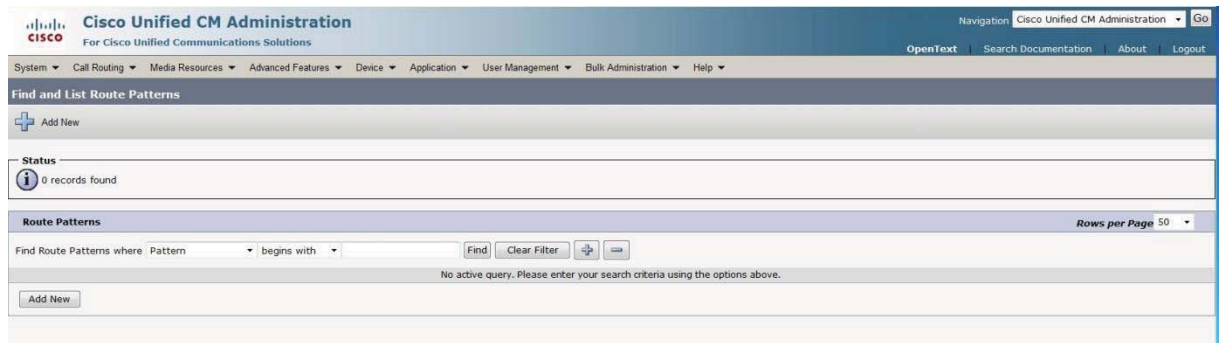 Cisco Unified CM Administration
CISCO
For Cisco Unified Communications Solutions
Navigation Cisco Unified CM Administration Go
OpenText Search Documentation About Logout
System Call Routing Media Resources Advanced Features Device Application User Management Bulk Administration Help
Find and List Route Patterns
Add New
Status
0 records found
Route Patterns Rows per Page 50
Find Route Patterns where Pattern begins with Find Clear Filter
No active query. Please enter your search criteria using the options above.
Add New